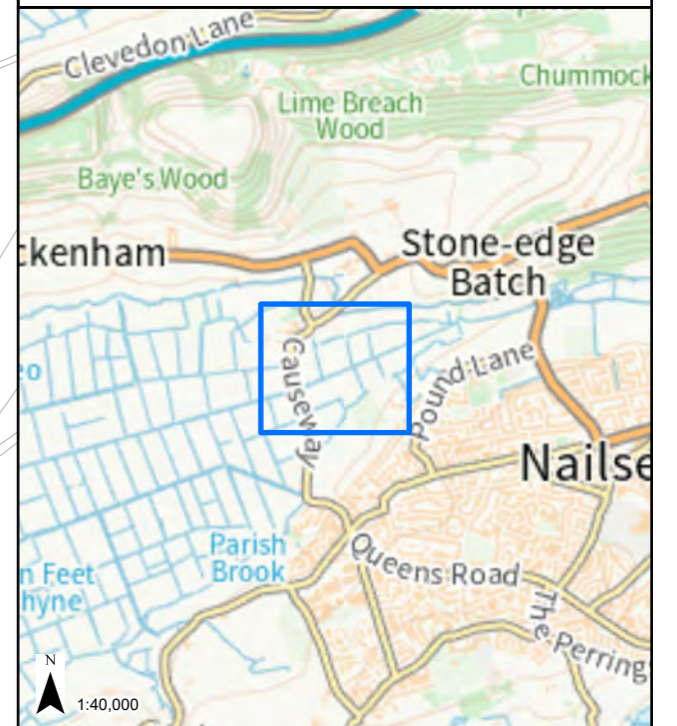 Clevedon Lane
Chummock
Lime Breach
Wood
Baye's Wood
ckenham
Stone-edge
Batch
Causeway
Pound Lane
Nailse
Parish
Brook
n Feet
hyne
Queens Road
The Perring
N
1:40,000